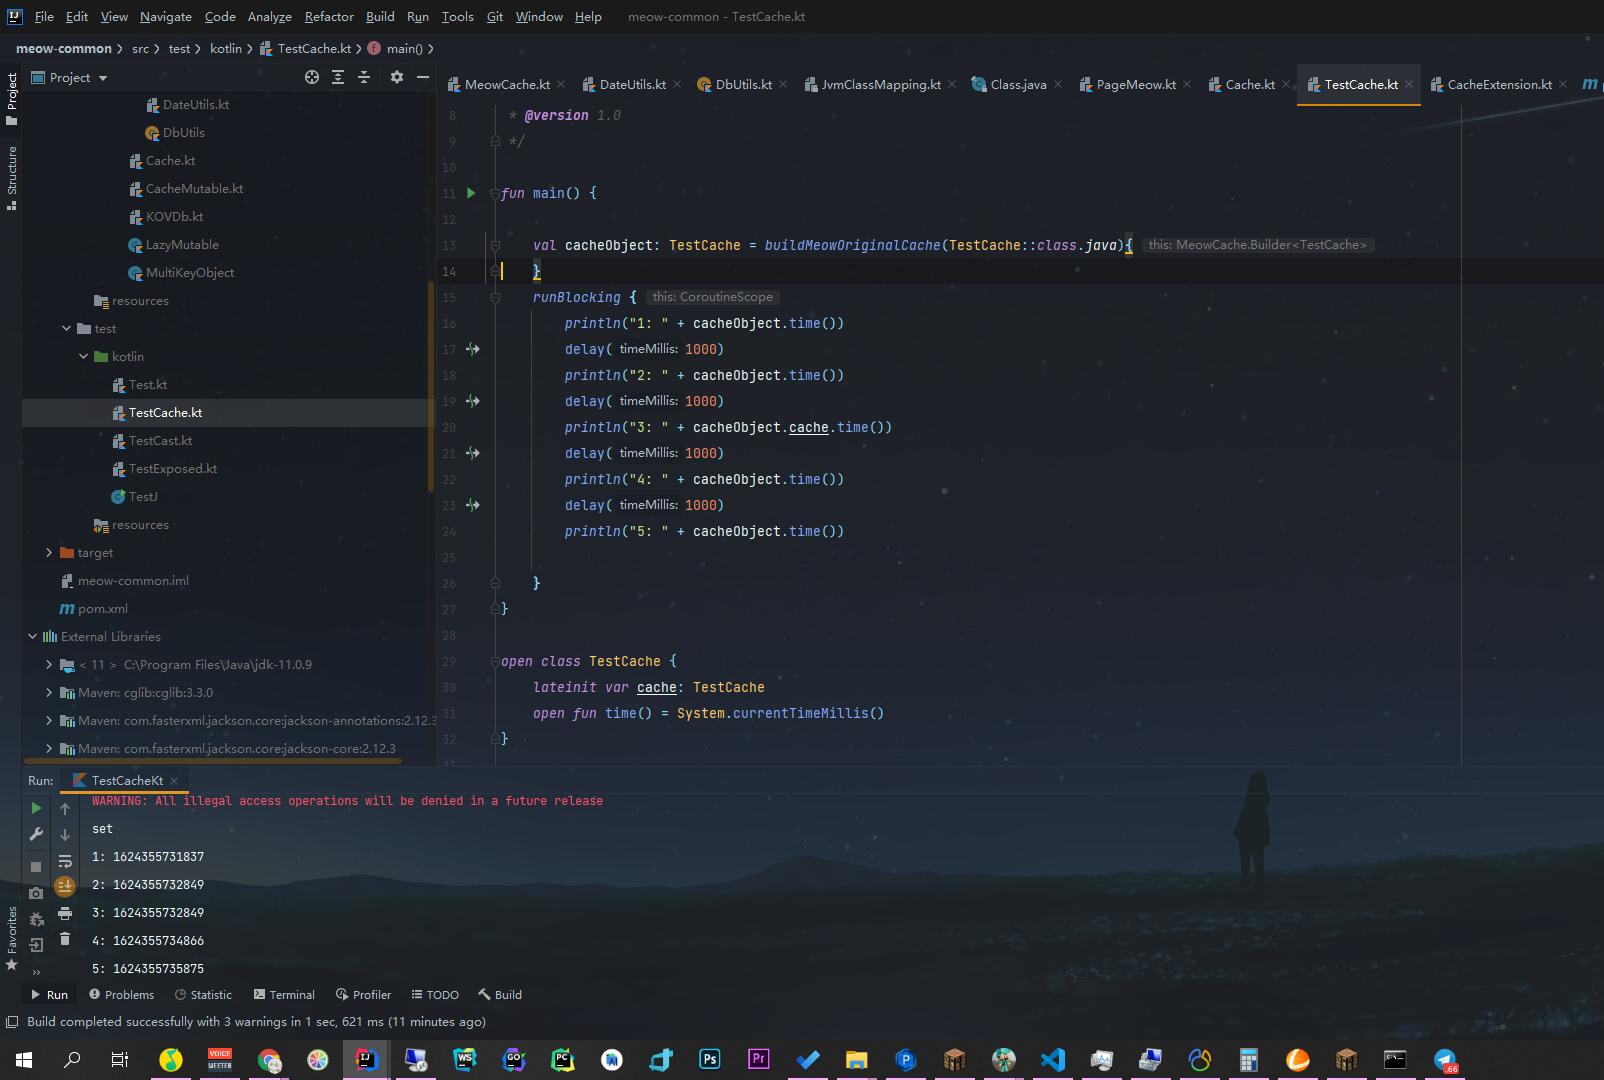 File Edit View Navigate Code Analyze Refactor Build Run Tools Git Window Help meow-common - TestCache.kt
meow-common src test kotlin TestCache.kt main()
Project
MeowCache.kt DateUtils.kt DbUtils.kt JvmClassMapping.kt Class.java PageMeow.kt Cache.kt TestCache.kt CacheExtension.kt
Project
Structure
Favorites
DateUtils.kt
DbUtils
Cache.kt
CacheMutable.kt
KOVDb.kt
LazyMutable
MultiKeyObject
resources
test
kotlin
Test.kt
TestCache.kt
TestCast.kt
TestExposed.kt
TestJ
resources
target
meow-common.iml
pom.xml
External Libraries
< 11 > C:\Program Files\Java\jdk-11.0.9
Maven: cglib:cglib:3.3.0
Maven: com.fasterxml.jackson.core:jackson-annotations:2.12.3
Maven: com.fasterxml.jackson.core:jackson-core:2.12.3
8 * @version 1.0
9 */
10
11 fun main() {
12
13 val cacheObject: TestCache = buildMeowOriginalCache(TestCache::class.java){ this: MeowCache.Builder<TestCache>
14 }
15 runBlocking { this: CoroutineScope
16 println("1: " + cacheObject.time())
17 delay( timeMillis: 1000)
18 println("2: " + cacheObject.time())
19 delay( timeMillis: 1000)
20 println("3: " + cacheObject.cache.time())
21 delay( timeMillis: 1000)
22 println("4: " + cacheObject.time())
23 delay( timeMillis: 1000)
24 println("5: " + cacheObject.time())
25
26 }
27 }
28
29 open class TestCache {
30 lateinit var cache: TestCache
31 open fun time() = System.currentTimeMillis()
32 }
33
Run: TestCacheKt
WARNING: All illegal access operations will be denied in a future release
set
1: 1624355731837
2: 1624355732849
3: 1624355732849
4: 1624355734866
5: 1624355735875
Run Problems Statistic Terminal Profiler TODO Build
Build completed successfully with 3 warnings in 1 sec, 621 ms (11 minutes ago)
VOICE
MEETER
IJ WS GO PC Ps Pr
.66